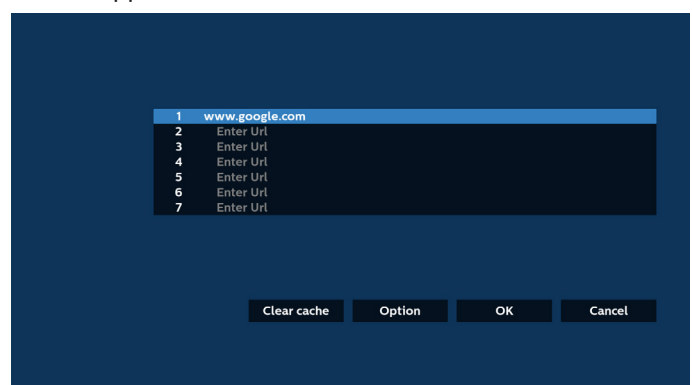 1 www.google.com
2 Enter Url
3 Enter Url
4 Enter Url
5 Enter Url
6 Enter Url
7 Enter Url
Clear cache Option OK Cancel